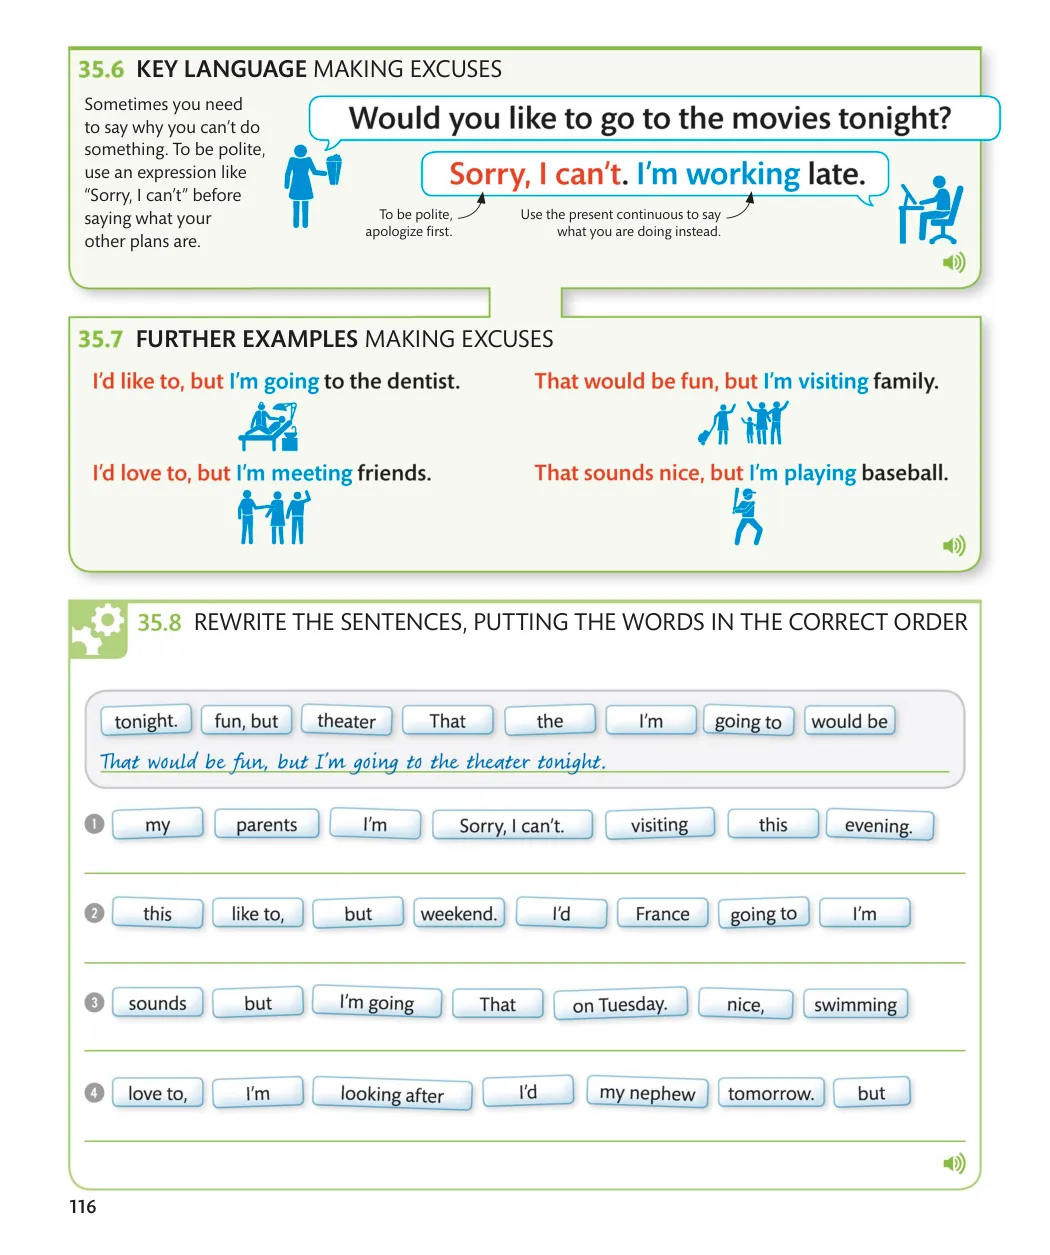 35.6 KEY LANGUAGE MAKING EXCUSES
Sometimes you need
to say why you can't do
something. To be polite,
use an expression like
“Sorry, I can't” before
saying what your
other plans are.
Would you like to go to the movies tonight?
Sorry, I can't. I'm working late.
To be polite,
apologize first.
Use the present continuous to say
what you are doing instead.
35.7 FURTHER EXAMPLES MAKING EXCUSES
I'd like to, but I'm going to the dentist.
That would be fun, but I'm visiting family.
I'd love to, but I'm meeting friends.
That sounds nice, but I'm playing baseball.
35.8 REWRITE THE SENTENCES, PUTTING THE WORDS IN THE CORRECT ORDER
tonight. fun, but theater That the I'm going to would be
That would be fun, but I'm going to the theater tonight.
1 my parents I'm Sorry, I can't. visiting this evening.
2 this like to, but weekend. I'd France going to I'm
3 sounds but I'm going That on Tuesday. nice, swimming
4 love to, I'm looking after I'd my nephew tomorrow. but
116